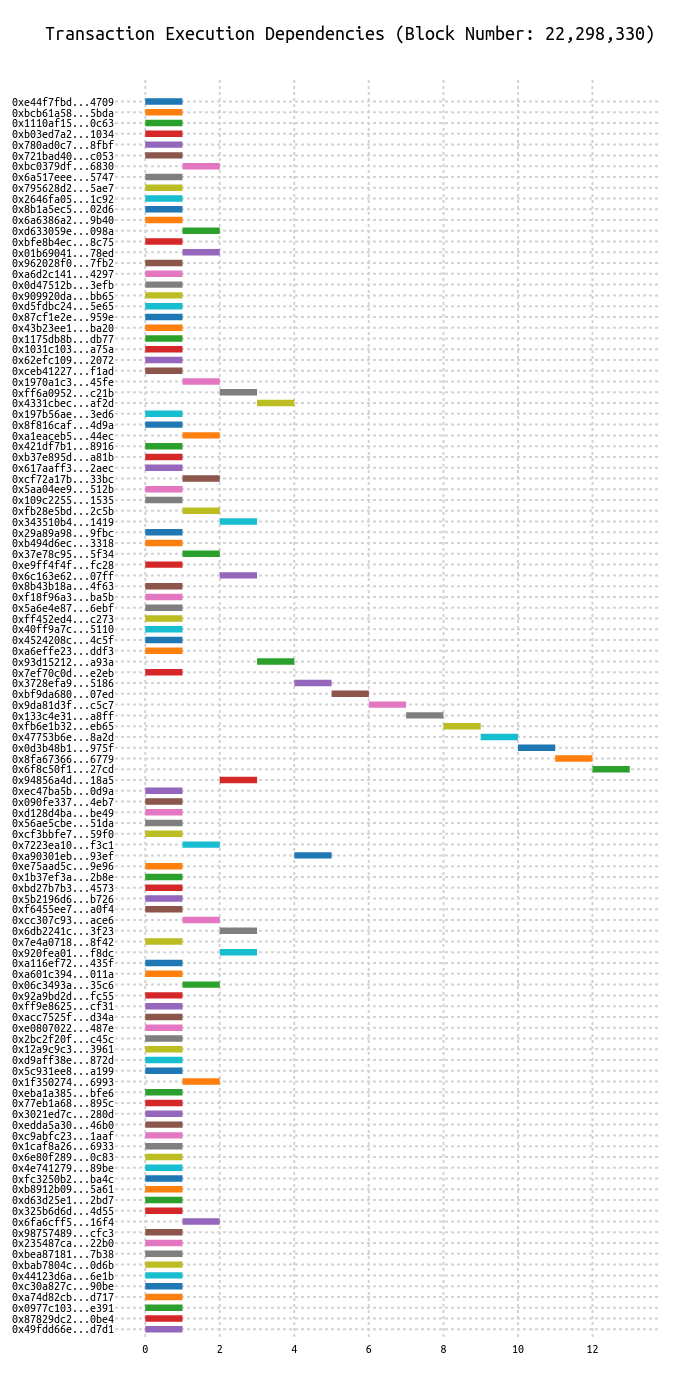 Transaction Execution Dependencies (Block Number: 22,298,330)
0xe44f7fbd...4709
0xbcb61a58...5bda
0x1110af15...0c63
0xb03ed7a2...1034
0x780ad0c7...8fbf
0x721bad40...c053
0xbc0379df...6830
0x6a517eee...5747
0x795628d2...5ae7
0x2646fa05...1c92
0x8b1a5ec5...02d6
0x6a6386a2...9b40
0xd633059e...098a
0xbfe8b4ec...8c75
0x01b69041...78ed
0x962028f0...7fb2
0xa6d2c141...4297
0x0d47512b...3efb
0x909920da...bb65
0xd5fdbc24...5e65
0x87cf1e2e...959e
0x43b23ee1...ba20
0x1175db8b...db77
0x1031c103...a75a
0x62efc109...2072
0xceb41227...f1ad
0x1970a1c3...45fe
0xff6a0952...c21b
0x4331cbec...af2d
0x197b56ae...3ed6
0x8f816caf...4d9a
0xa1eaceb5...44ec
0x421df7b1...8916
0xb37e895d...a81b
0x617aaff3...2aec
0xcf72a17b...33bc
0x5aa04ee9...512b
0x109c2255...1535
0xfb28e5bd...2c5b
0x343510b4...1419
0x29a89a98...9fbc
0xb494d6ec...3318
0x37e78c95...5f34
0xe9ff4f4f...fc28
0x6c163e62...07ff
0x8b43b18a...4f63
0xf18f96a3...ba5b
0x5a6e4e87...6ebf
0xff452ed4...c273
0x40ff9a7c...5110
0x4524208c...4c5f
0xa6effe23...ddf3
0x93d15212...a93a
0x7ef70c0d...e2eb
0x3728efa9...5186
0xbf9da680...07ed
0x9da81d3f...c5c7
0x133c4e31...a8ff
0xfb6e1b32...eb65
0x47753b6e...8a2d
0x0d3b48b1...975f
0x8fa67366...6779
0x6f8c50f1...27cd
0x94856a4d...18a5
0xec47ba5b...0d9a
0x090fe337...4eb7
0xd128d4ba...be49
0x56ae5cbe...51da
0xcf3bbfe7...59f0
0x7223ea10...f3c1
0xa90301eb...93ef
0xe75aad5c...9e96
0x1b37ef3a...2b8e
0xbd27b7b3...4573
0x5b2196d6...b726
0xf6455ee7...a0f4
0xcc307c93...ace6
0x6db2241c...3f23
0x7e4a0718...8f42
0x920fea01...f8dc
0xa116ef72...435f
0xa601c394...011a
0x06c3493a...35c6
0x92a9bd2d...fc55
0xff9e8625...cf31
0xacc7525f...d34a
0xe0807022...487e
0x2bc2f20f...c45c
0x12a9c9c3...3961
0xd9aff38e...872d
0x5c931ee8...a199
0x1f350274...6993
0xeba1a385...bfe6
0x77eb1a68...895c
0x3021ed7c...280d
0xedda5a30...46b0
0xc9abfc23...1aaf
0x1caf8a26...6933
0x6e80f289...0c83
0x4e741279...89be
0xfc3250b2...ba4c
0xb8912b09...5a61
0xd63d25e1...2bd7
0x325b6d6d...4d55
0x6fa6cff5...16f4
0x98757489...cfc3
0x235487ca...22b0
0xbea87181...7b38
0xbab7804c...0d6b
0x44123d6a...6e1b
0xc30a827c...90be
0xa74d82cb...d717
0x0977c103...e391
0x87829dc2...0be4
0x49fdd66e...d7d1
0 2 4 6 8 10 12